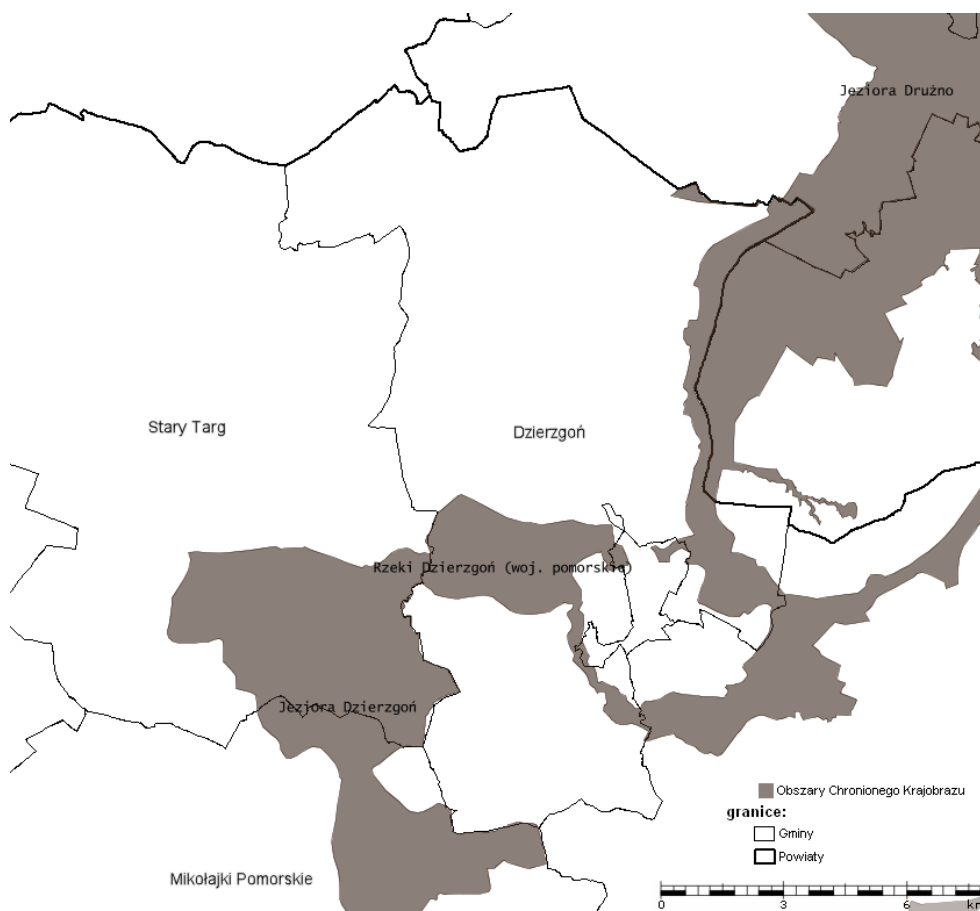 Jeziora Drużno
Stary Targ
Dzierzgoń
Rzeki Dzierzgoń (woj. pomorskie)
Jeziora Dzierzgoń
Mikołajki Pomorskie
Obszary Chronionego Krajobrazu
granice:
Gminy
Powiaty
0 3 6 km